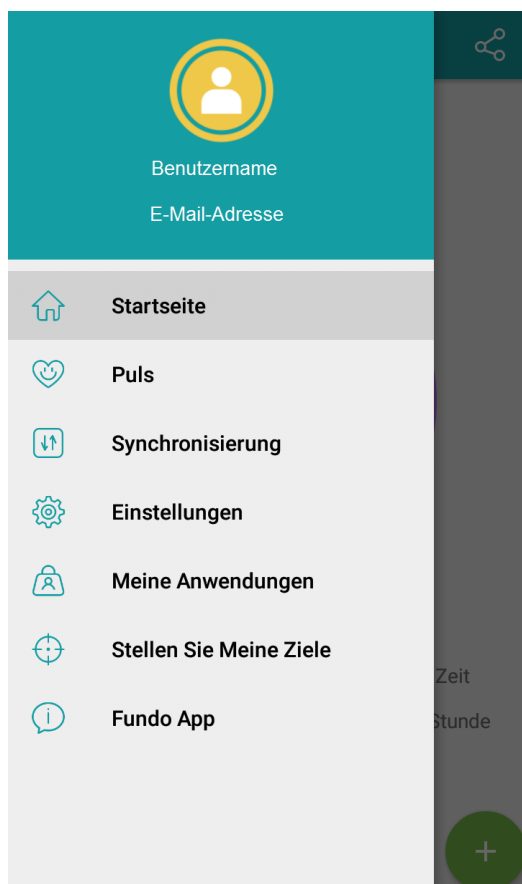 Benutzername
E-Mail-Adresse
Startseite
Puls
Synchronisierung
Einstellungen
Meine Anwendungen
Stellen Sie Meine Ziele
Zeit
Fundo App
Stunde